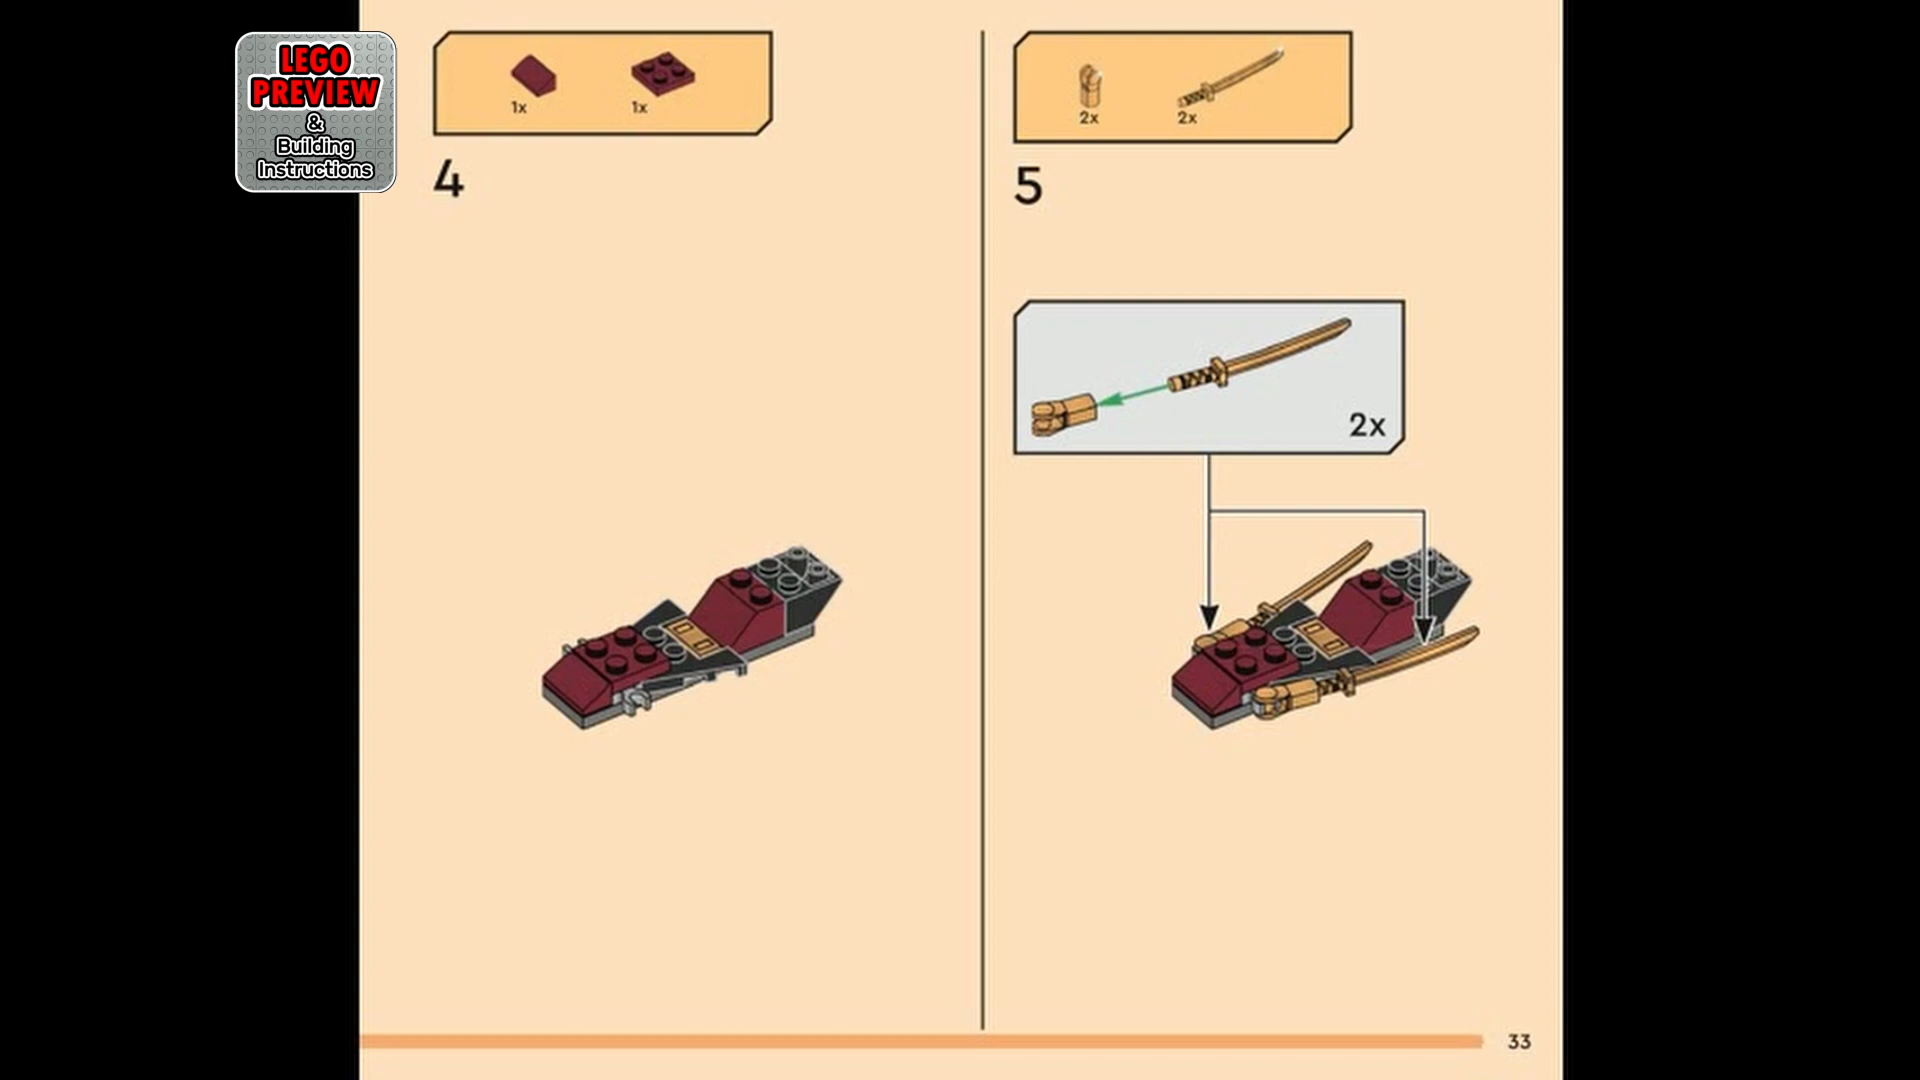 LEGO
PREVIEW
&
Building
Instructions
1x
1x
4
2x
2x
5
2x
33